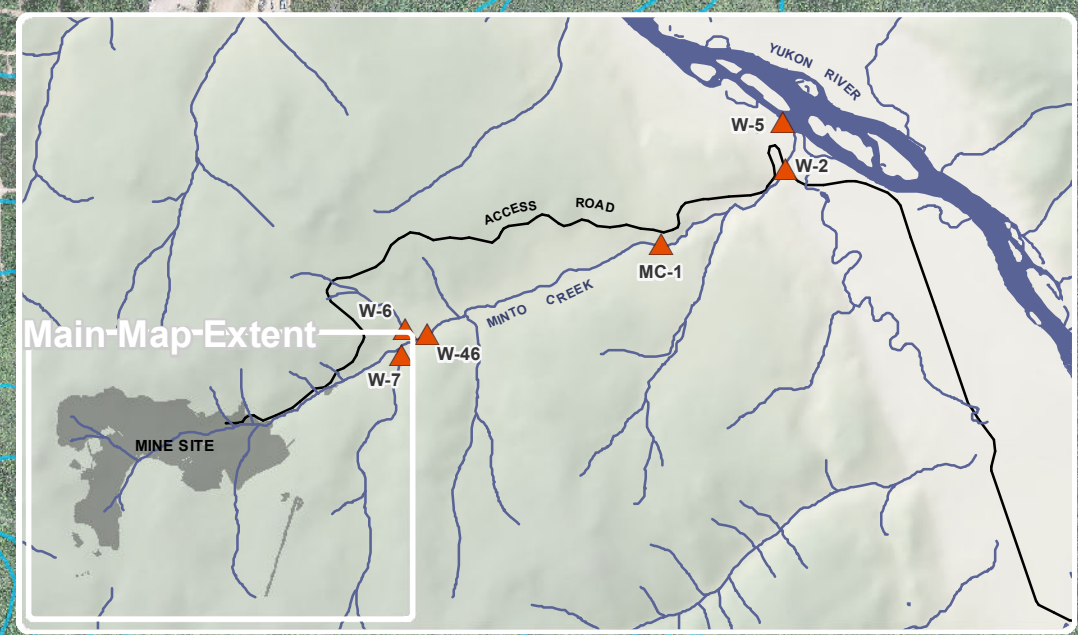 YUKON RIVER
W-5
W-2
ACCESS ROAD
MC-1
MINTO CREEK
W-6
Main Map Extent
W-46
W-7
MINE SITE